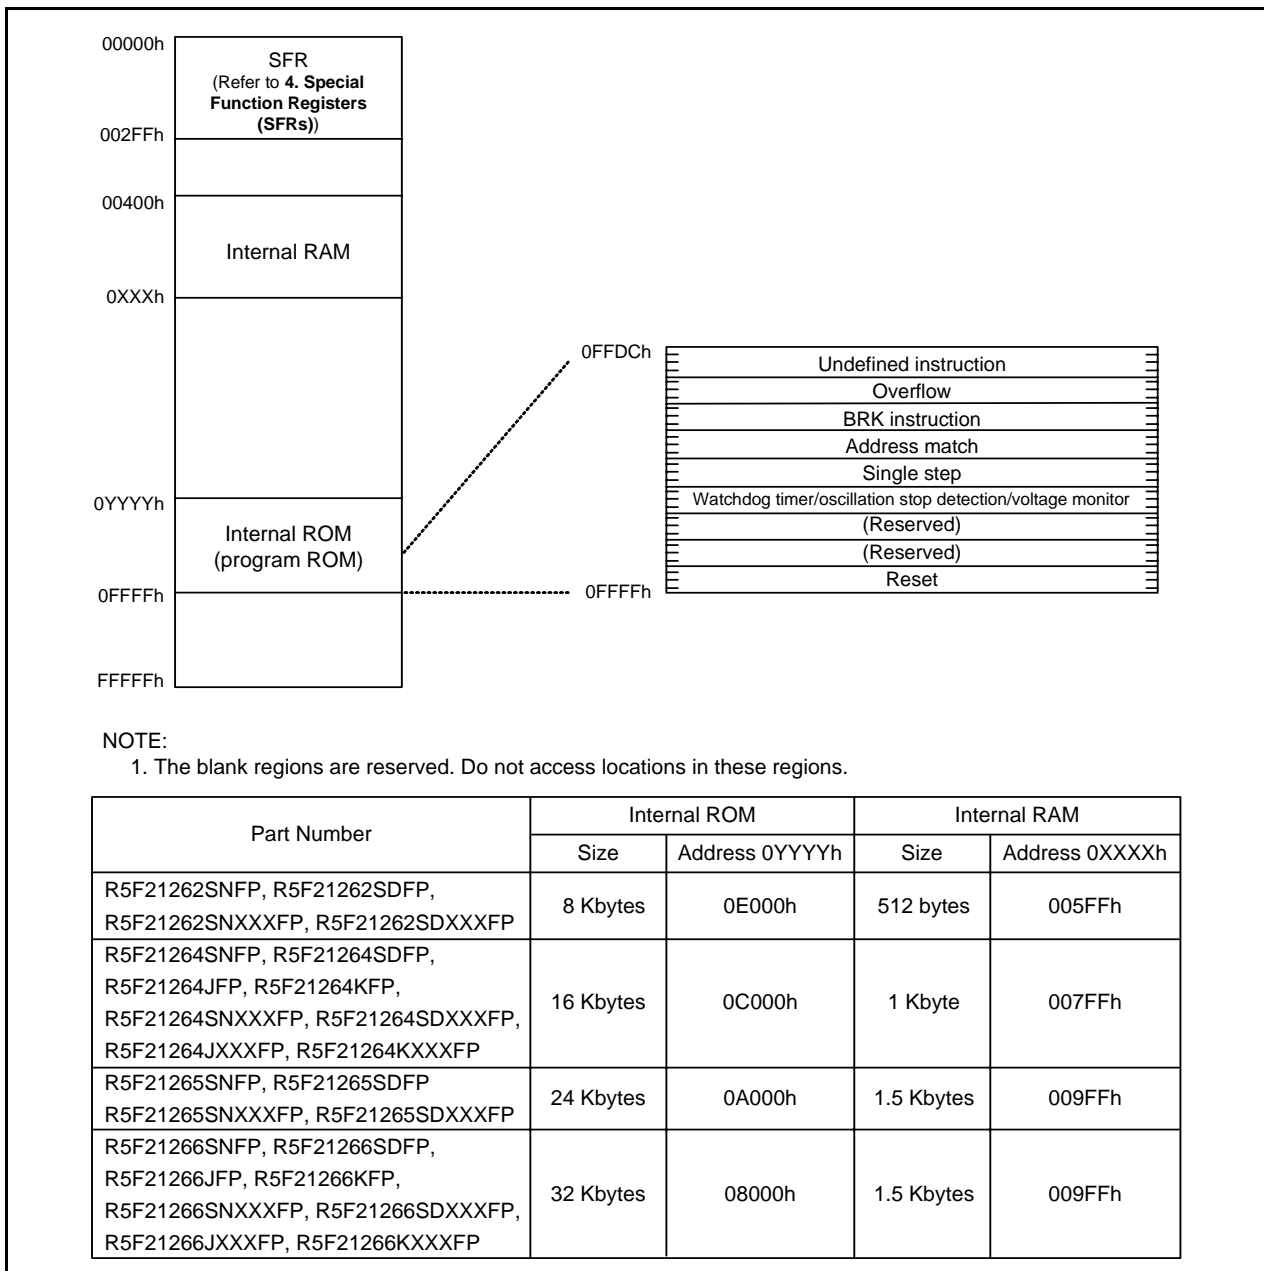 00000h
SFR
(Refer to 4. Special
Function Registers
(SFRs))
002FFh
00400h
Internal RAM
0XXXh
0YYYYh
Internal ROM
(program ROM)
0FFFFh
FFFFFh
0FFDCh
Undefined instruction
Overflow
BRK instruction
Address match
Single step
Watchdog timer/oscillation stop detection/voltage monitor
(Reserved)
(Reserved)
Reset
0FFFFh
NOTE:
1. The blank regions are reserved. Do not access locations in these regions.
Part Number
Internal ROM
Internal RAM
Size
Address 0YYYYh
Size
Address 0XXXXh
R5F21262SNFP, R5F21262SDFP,
R5F21262SNXXXFP, R5F21262SDXXXFP
8 Kbytes
0E000h
512 bytes
005FFh
R5F21264SNFP, R5F21264SDFP,
R5F21264JFP, R5F21264KFP,
R5F21264SNXXXFP, R5F21264SDXXXFP,
R5F21264JXXXFP, R5F21264KXXXFP
16 Kbytes
0C000h
1 Kbyte
007FFh
R5F21265SNFP, R5F21265SDFP
R5F21265SNXXXFP, R5F21265SDXXXFP
24 Kbytes
0A000h
1.5 Kbytes
009FFh
R5F21266SNFP, R5F21266SDFP,
R5F21266JFP, R5F21266KFP,
R5F21266SNXXXFP, R5F21266SDXXXFP,
R5F21266JXXXFP, R5F21266KXXXFP
32 Kbytes
08000h
1.5 Kbytes
009FFh